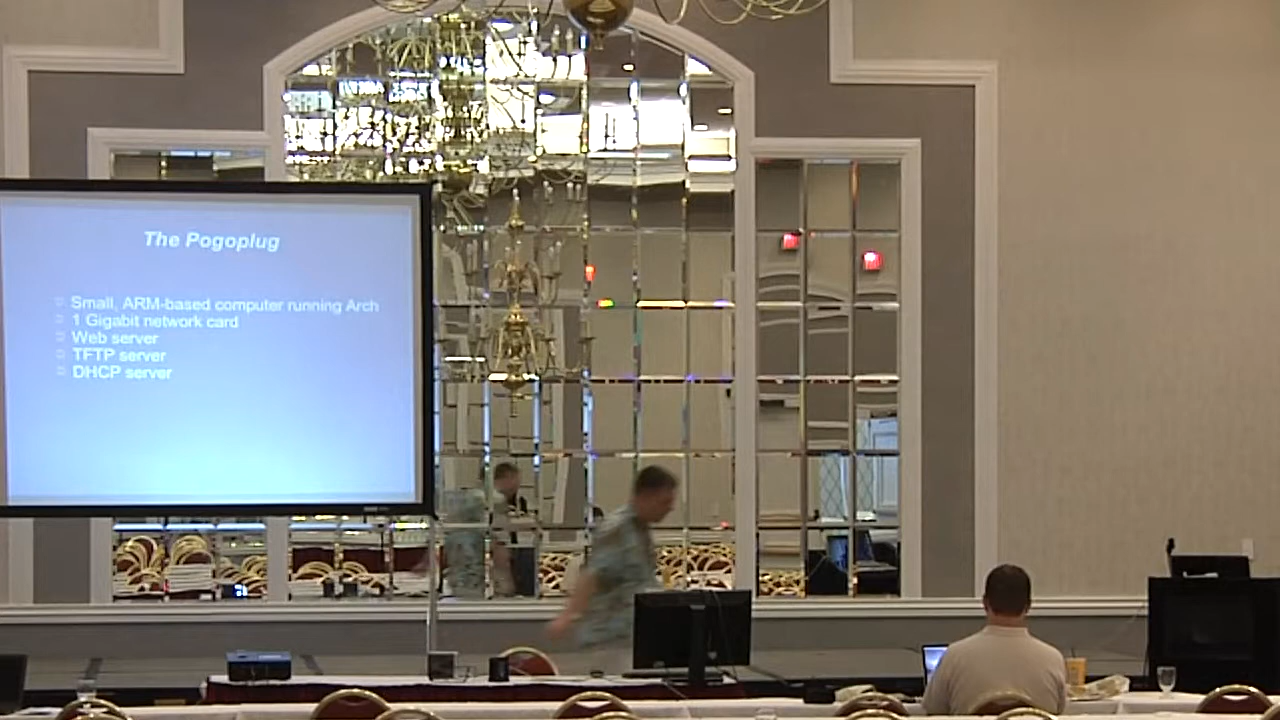 The Pogoplug
Small, ARM-based computer running Arch
1 Gigabit network card
Web server
TFTP server
DHCP server